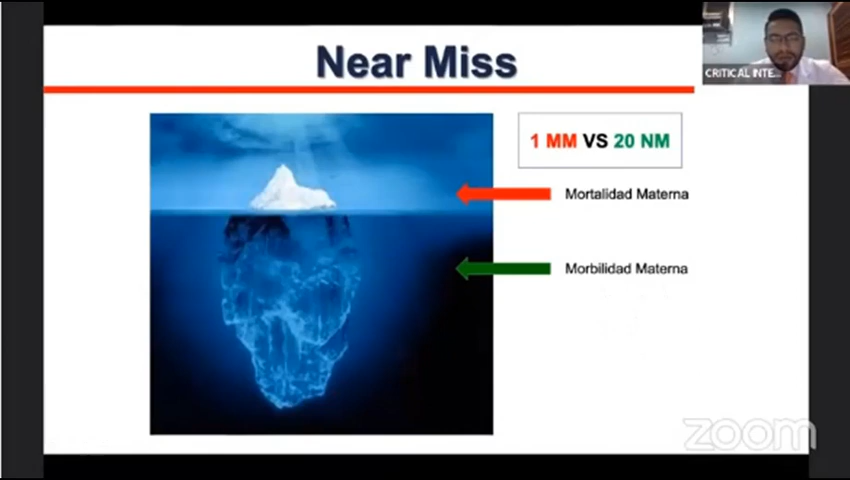 Near Miss
CRITICAL INTE...
1 MM VS 20 NM
Mortalidad Materna
Morbilidad Materna
zoom